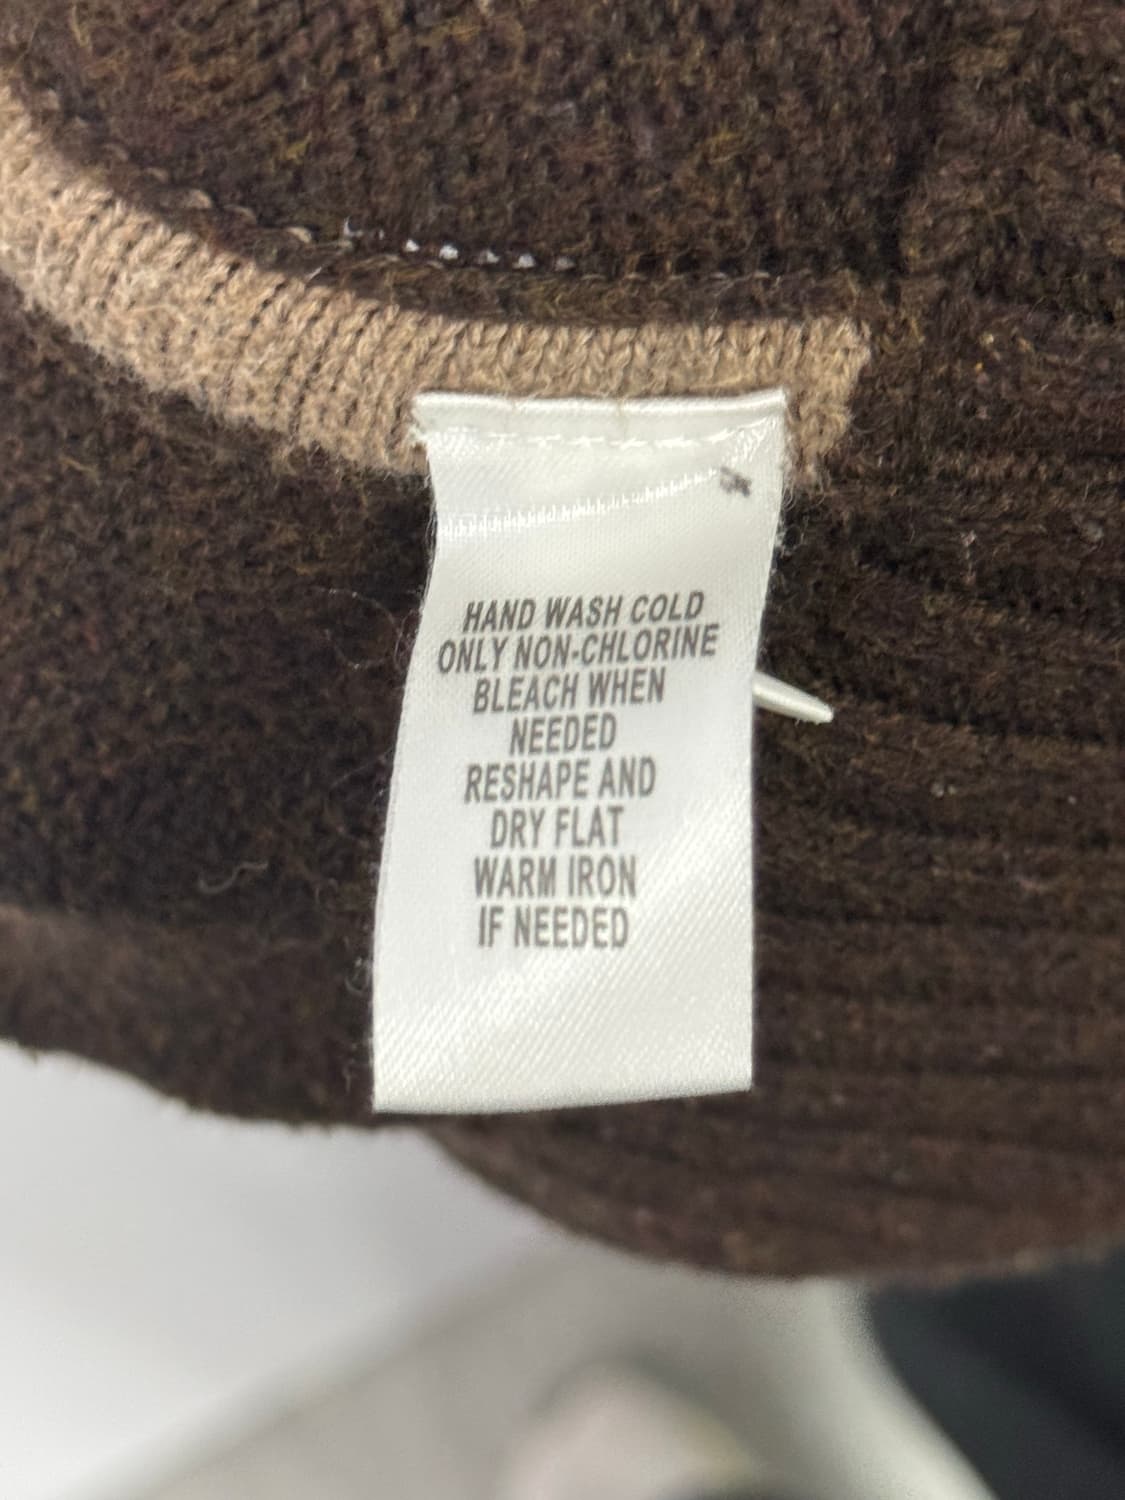 HAND WASH COLD
ONLY NON-CHLORINE
BLEACH WHEN
NEEDED
RESHAPE AND
DRY FLAT
WARM IRON
IF NEEDED